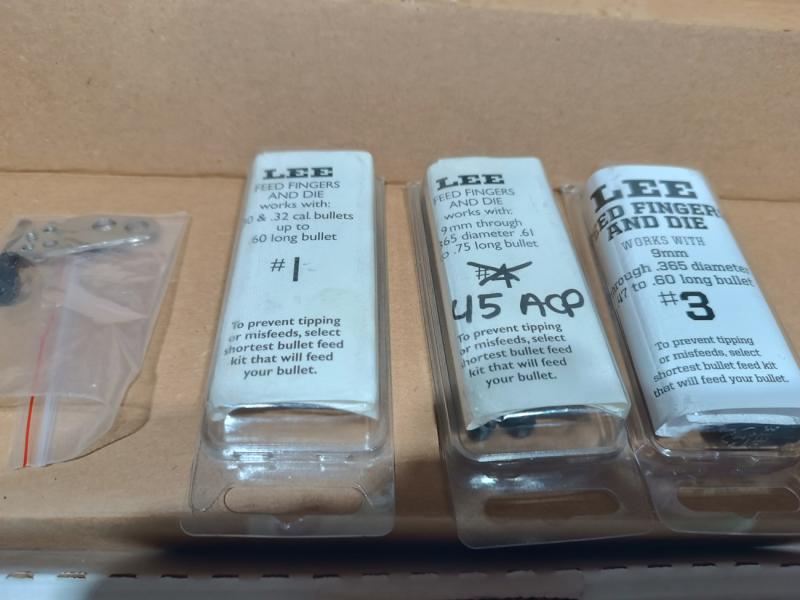 LEE
FEED FINGERS
AND DIE
works with:
0 & .32 cal. bullets
up to
60 long bullet
#1
To prevent tipping
or misfeeds, select
shortest bullet feed
kit that will feed
your bullet.
LEE
FEED FINGERS
AND DIE
works with:
9mm through
.365 diameter .61
to .75 long bullet
#4
45 ACP
To prevent tipping
or misfeeds, select
shortest bullet feed
kit that will feed
your bullet.
LEE
FEED FINGERS
AND DIE
WORKS WITH
9mm
through .365 diameter
.47 to .60 long bullet
#3
To prevent tipping
or misfeeds, select
shortest bullet feed kit
that will feed your bullet.